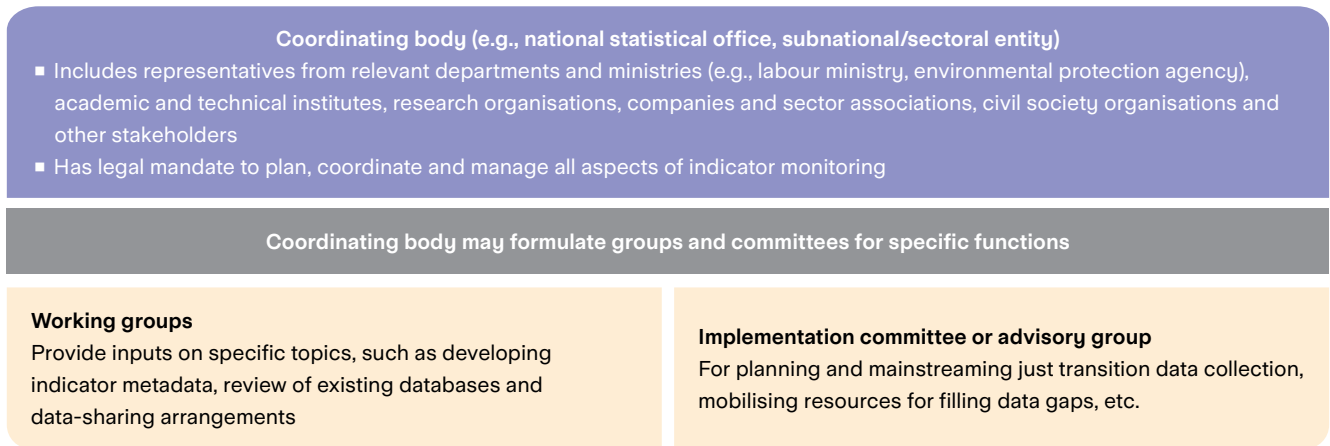 Coordinating body (e.g., national statistical office, subnational/sectoral entity)
▪ Includes representatives from relevant departments and ministries (e.g., labour ministry, environmental protection agency),
academic and technical institutes, research organisations, companies and sector associations, civil society organisations and
other stakeholders
▪ Has legal mandate to plan, coordinate and manage all aspects of indicator monitoring
Coordinating body may formulate groups and committees for specific functions
Working groups
Provide inputs on specific topics, such as developing
indicator metadata, review of existing databases and
data-sharing arrangements
Implementation committee or advisory group
For planning and mainstreaming just transition data collection,
mobilising resources for filling data gaps, etc.